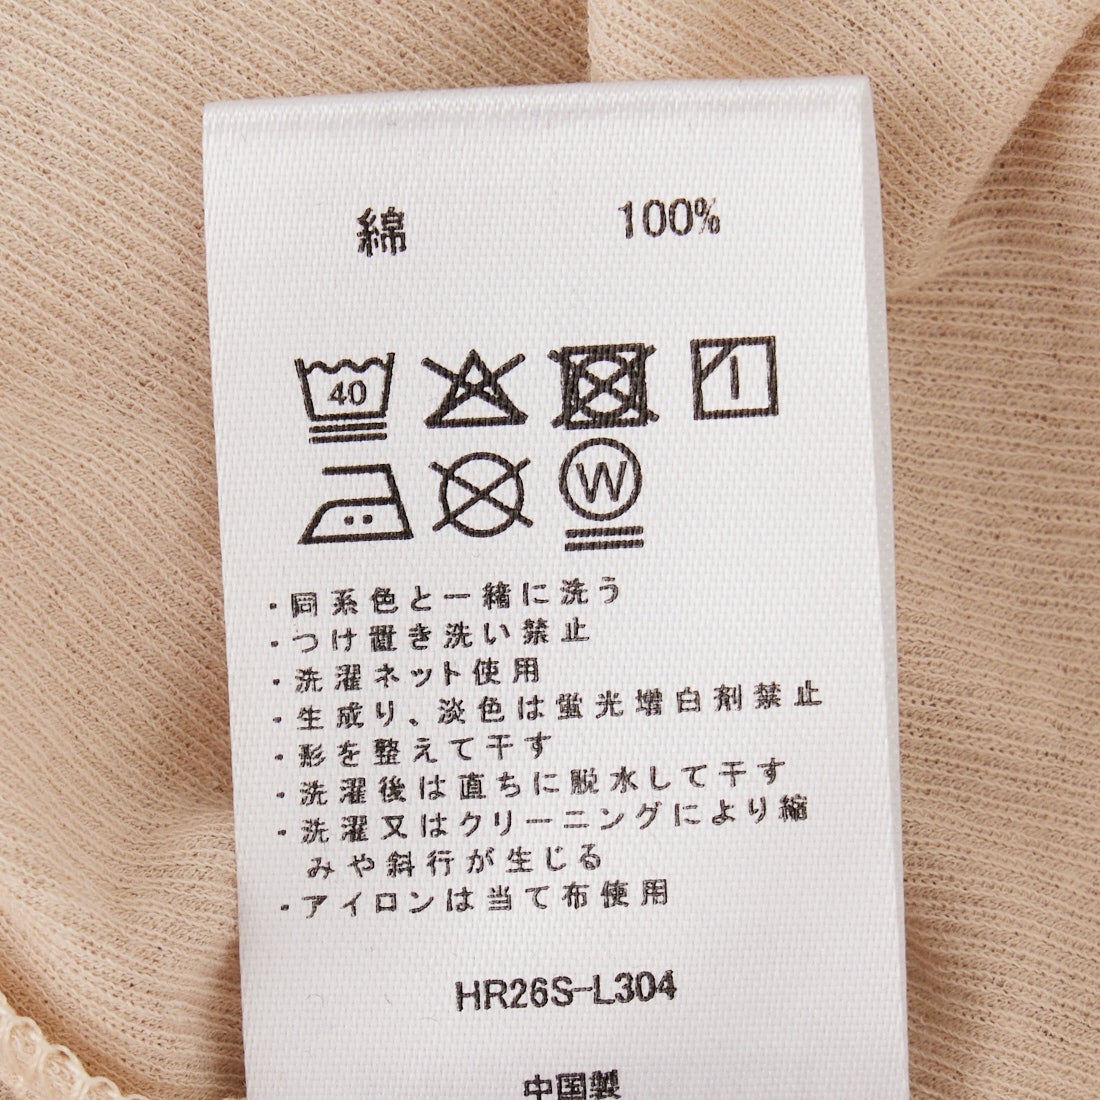 綿 100%
40
W
・同系色と一緒に洗う
・つけ置き洗い禁止
・洗濯ネット使用
・生成り、淡色は蛍光増白剤禁止
・形を整えて干す
・洗濯後は直ちに脱水して干す
・洗濯又はクリーニングにより縮
みや斜行が生じる
・アイロンは当て布使用
HR26S-L304
中国製